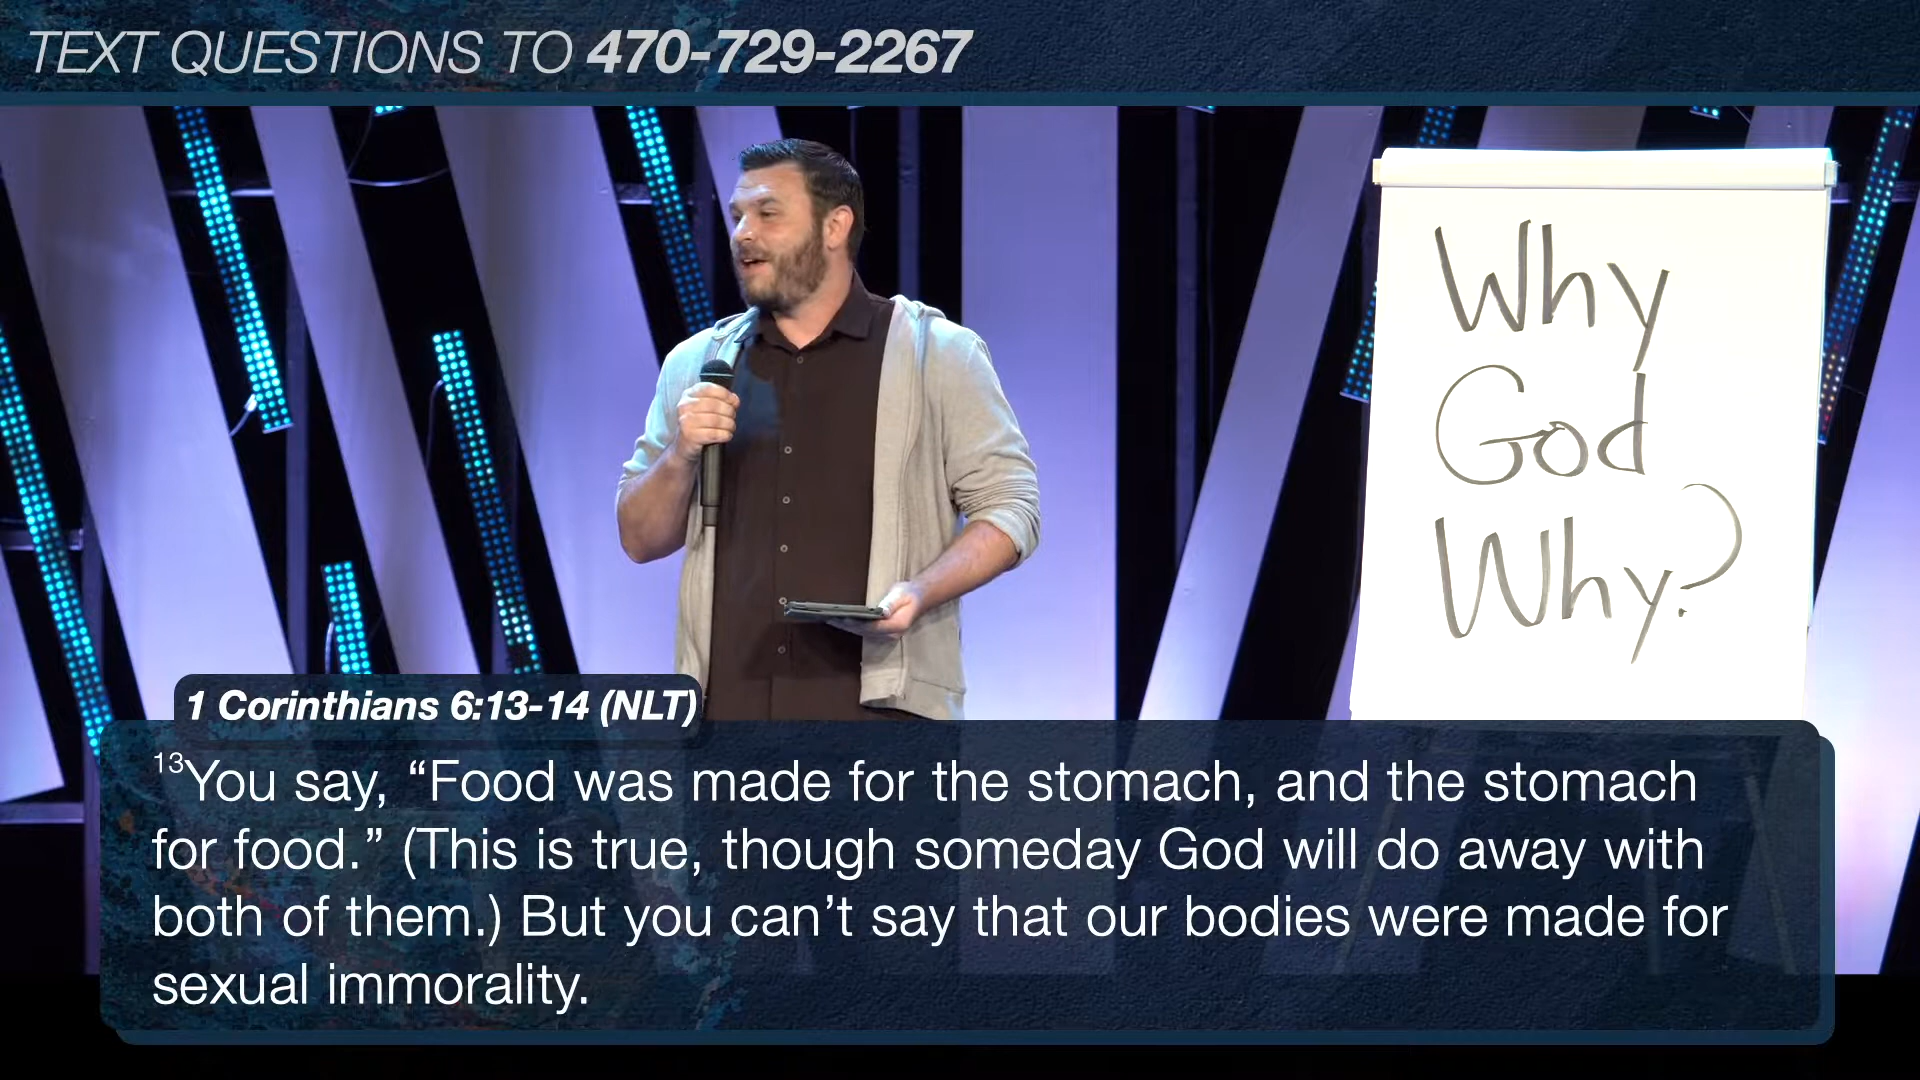 TEXT QUESTIONS TO 470-729-2267
Why
God
Why?
1 Corinthians 6:13-14 (NLT)
¹³You say, “Food was made for the stomach, and the stomach
for food.” (This is true, though someday God will do away with
both of them.) But you can’t say that our bodies were made for
sexual immorality.